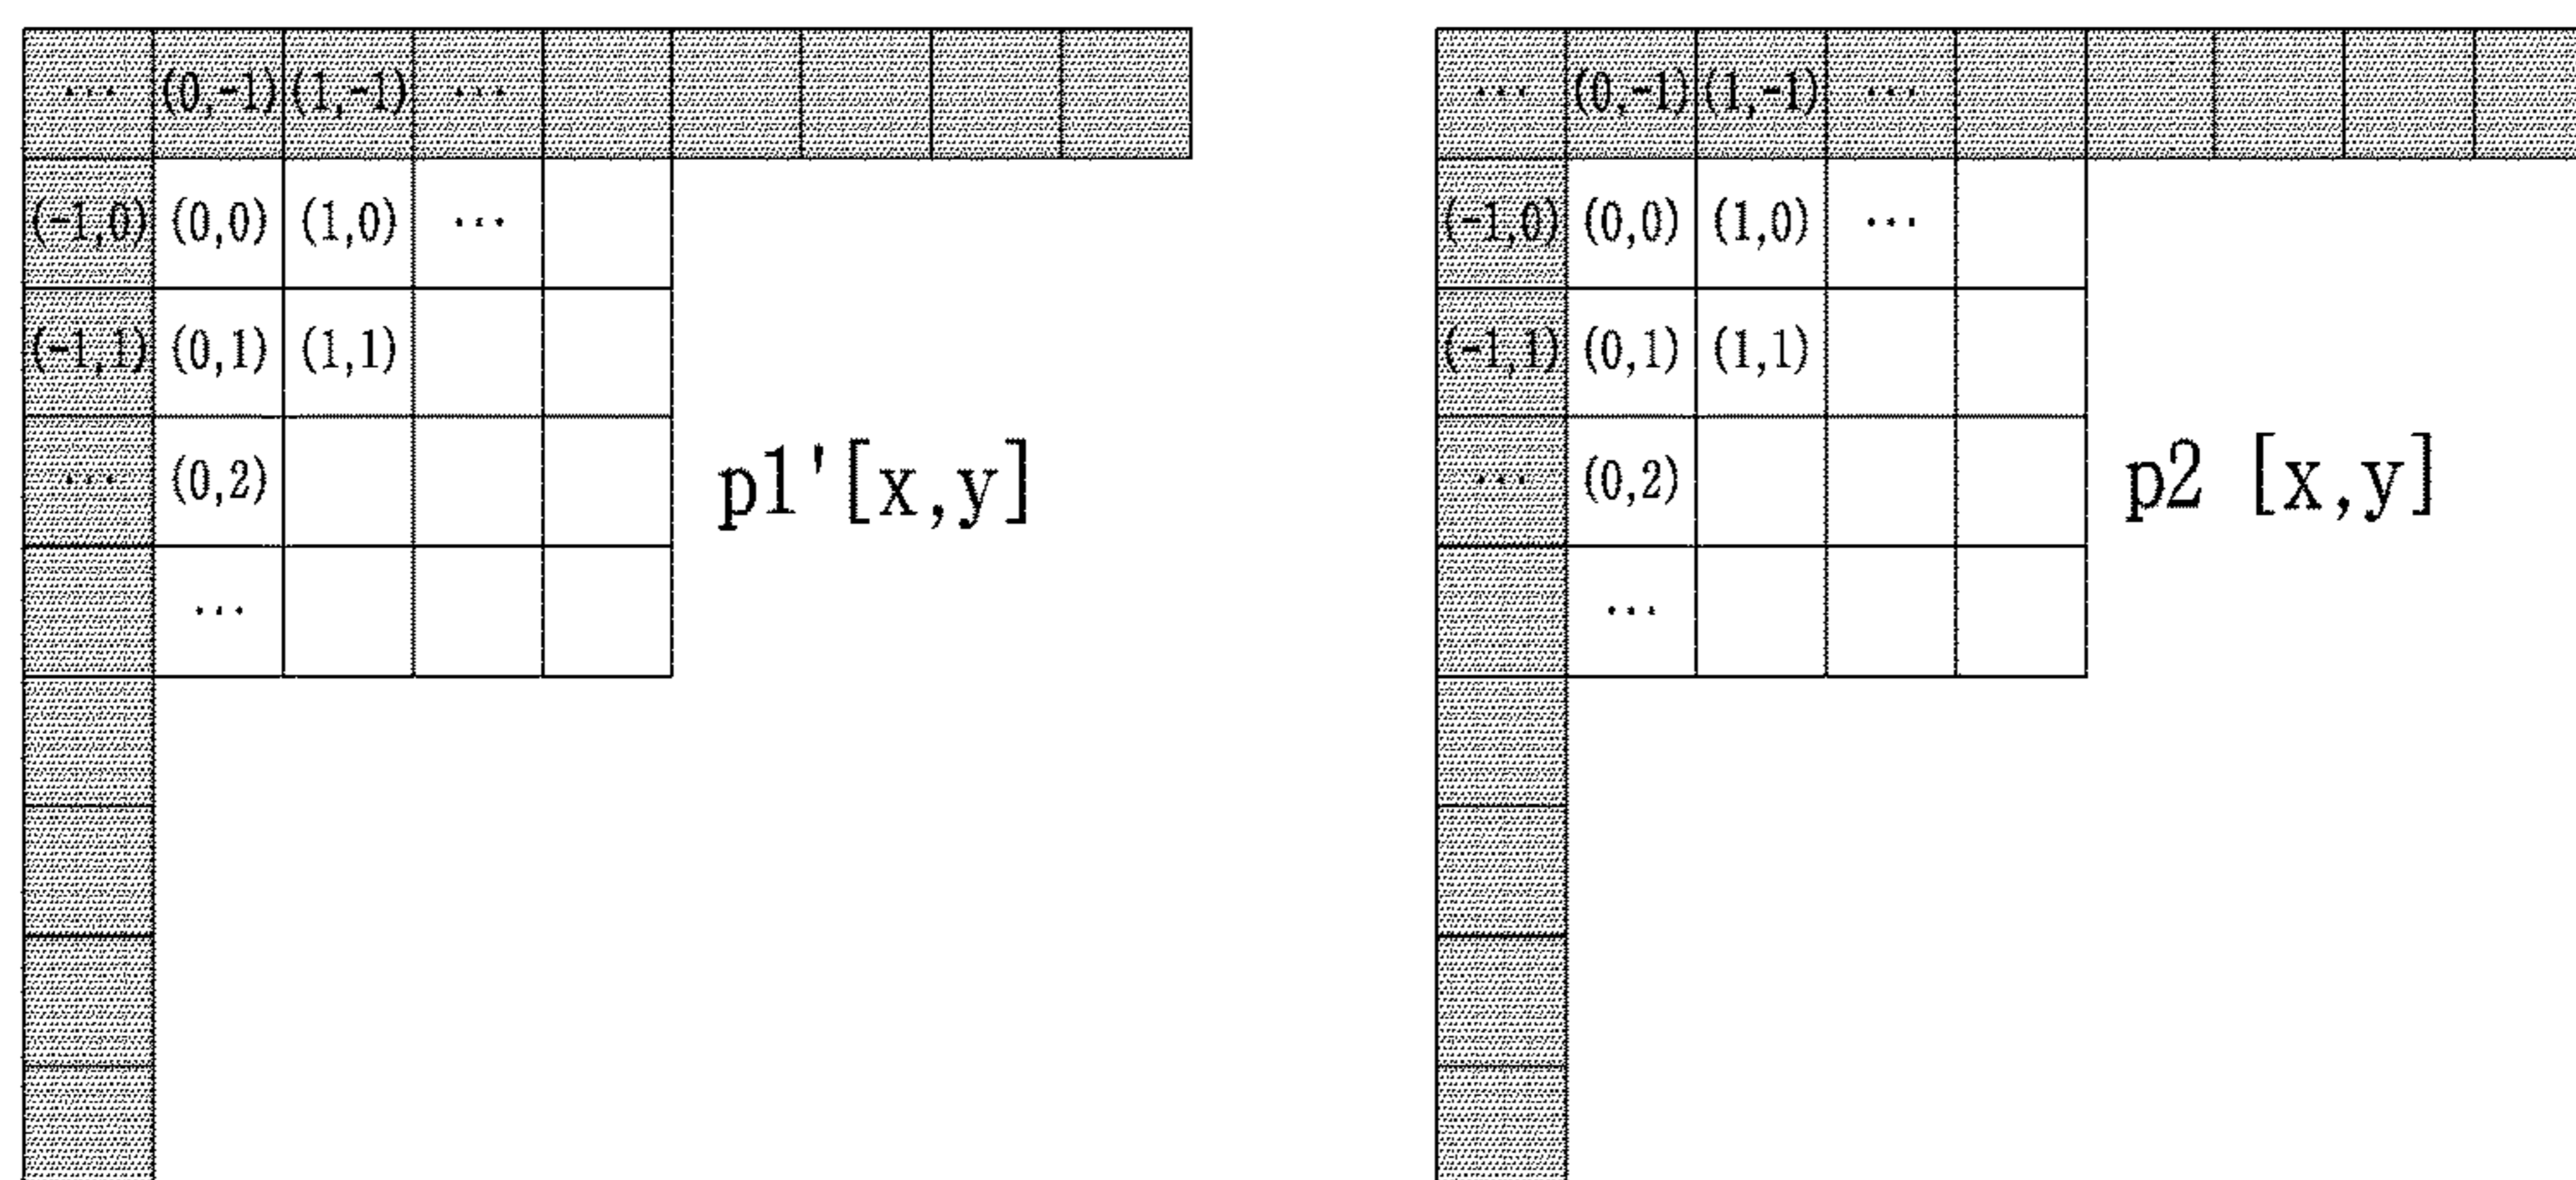 ... (0,-1) (1,-1) ...
(-1,0) (0,0) (1,0) ...
(-1,1) (0,1) (1,1)
... (0,2)
...
p1'[x,y]
... (0,-1) (1,-1) ...
(-1,0) (0,0) (1,0) ...
(-1,1) (0,1) (1,1)
... (0,2)
...
p2 [x,y]